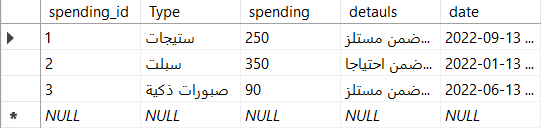 spending_id Type spending detauls date
1 ستيجات 250 ضمن مستلز... 2022-09-13 ...
2 سبلت 350 ضمن احتياجا... 2022-01-13 ...
3 صبورات ذكية 90 ضمن مستلز... 2022-06-13 ...
* NULL NULL NULL NULL NULL